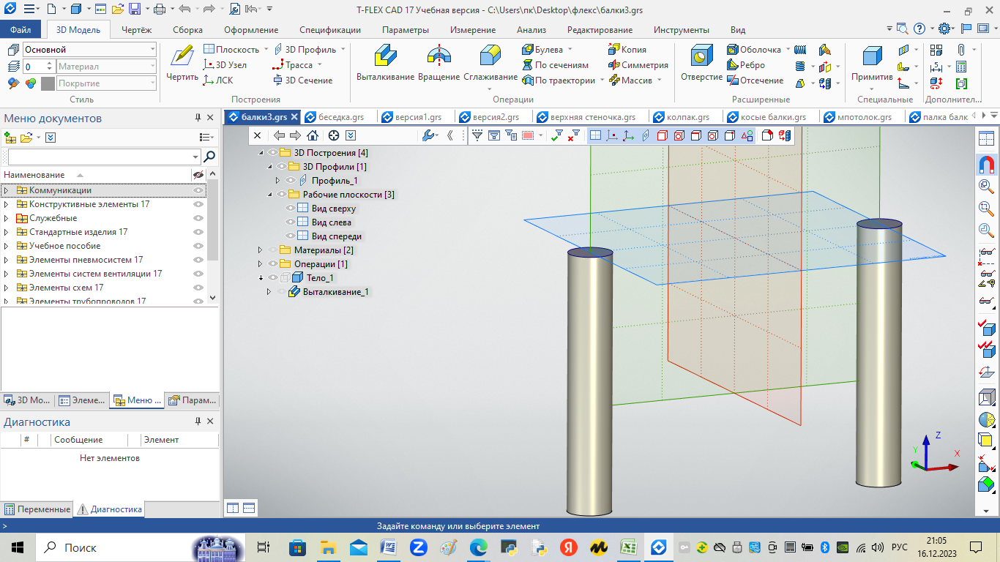 T-FLEX CAD 17 Учебная версия - C:\Users\пк\Desktop\флекс\балки3.grs
Файл 3D Модель Чертёж Сборка Оформление Спецификации Параметры Измерение Анализ Редактирование Инструменты Вид
Основной
0 Материал
Покрытие
Стиль
Чертить
Плоскость 3D Профиль
3D Узел Трасса
ЛСК 3D Сечение
Построения
Выталкивание Вращение Сглаживание
Булева Копия
По сечениям Симметрия
По траектории Массив
Операции
Отверстие
Оболочка
Ребро
Отсечение
Расширенные
Примитив
Специальные
Дополнител...
Меню документов
Наименование
Коммуникации
Конструктивные элементы 17
Служебные
Стандартные изделия 17
Учебное пособие
Элементы пневмосистем 17
Элементы систем вентиляции 17
Элементы схем 17
Элементы трубопроводов 17
3D Мо... Элеме... Меню ... Парам...
Диагностика
# Сообщение Элемент
Нет элементов
Переменные Диагностика
балки3.grs беседка.grs версия1.grs версия2.grs верхняя стеночка.grs колпак.grs косые балки.grs мпотолок.grs палка балк
3D Построения [4]
3D Профили [1]
Профиль_1
Рабочие плоскости [3]
Вид сверху
Вид слева
Вид спереди
Материалы [2]
Операции [1]
Тело_1
Выталкивание_1
Z
Y
X
> Задайте команду или выберите элемент
Поиск
РУС
21:05
16.12.2023